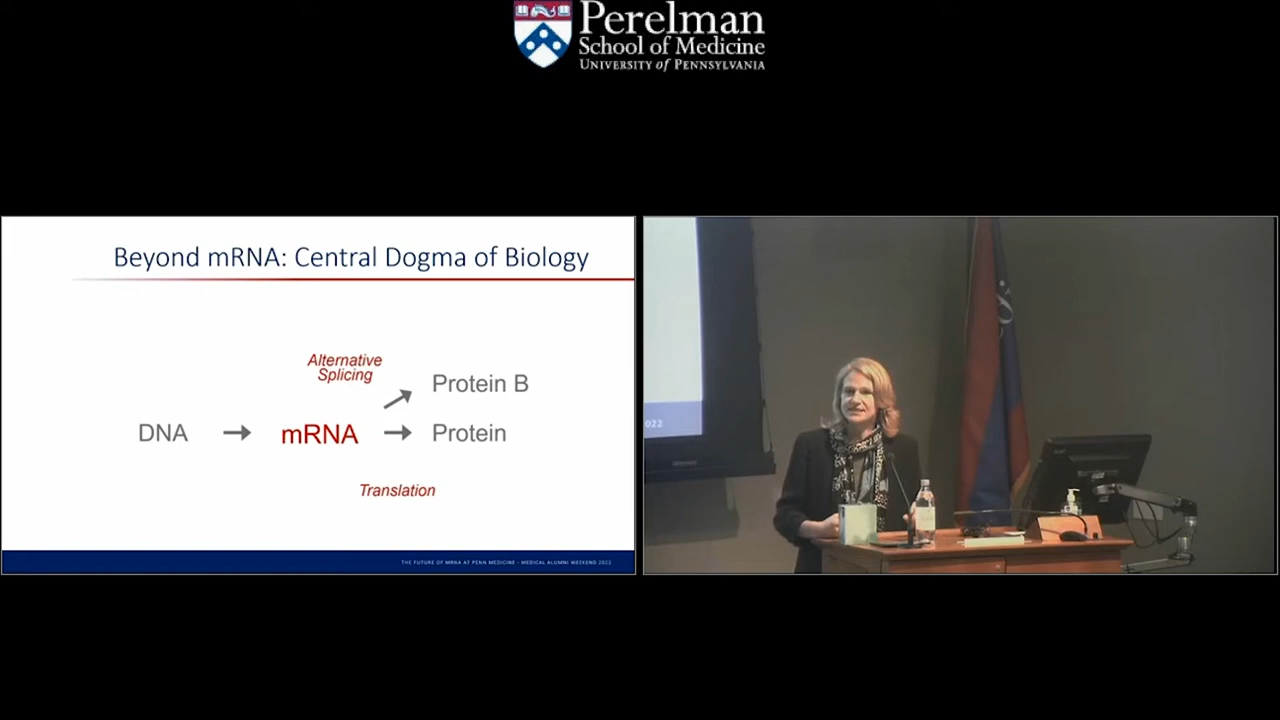 Perelman
School of Medicine
UNIVERSITY of PENNSYLVANIA
Beyond mRNA: Central Dogma of Biology
Alternative
Splicing
Protein B
DNA
mRNA
Protein
Translation
THE FUTURE OF MRNA AT PENN MEDICINE - MEDICAL ALUMNI WEEKEND 2022
022